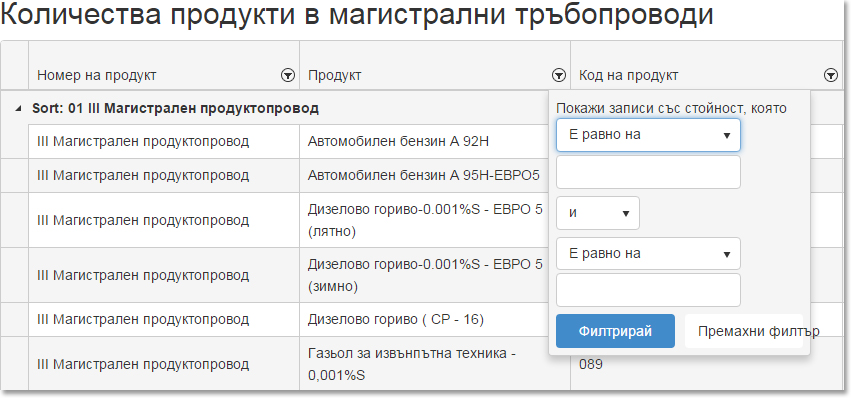 Количества продукти в магистрални тръбопроводи
Номер на продукт Продукт Код на продукт
Sort: 01 III Магистрален продуктопровод
III Магистрален продуктопровод Автомобилен бензин А 92Н
III Магистрален продуктопровод Автомобилен бензин А 95Н-ЕВРО5
III Магистрален продуктопровод Дизелово гориво-0.001%S - ЕВРО 5
(лятно)
III Магистрален продуктопровод Дизелово гориво-0.001%S - ЕВРО 5
(зимно)
III Магистрален продуктопровод Дизелово гориво ( СР - 16)
III Магистрален продуктопровод Газьол за извънпътна техника -
0,001%S
089
Покажи записи със стойност, която
Е равно на
и
Е равно на
Филтрирай Премахни филтър